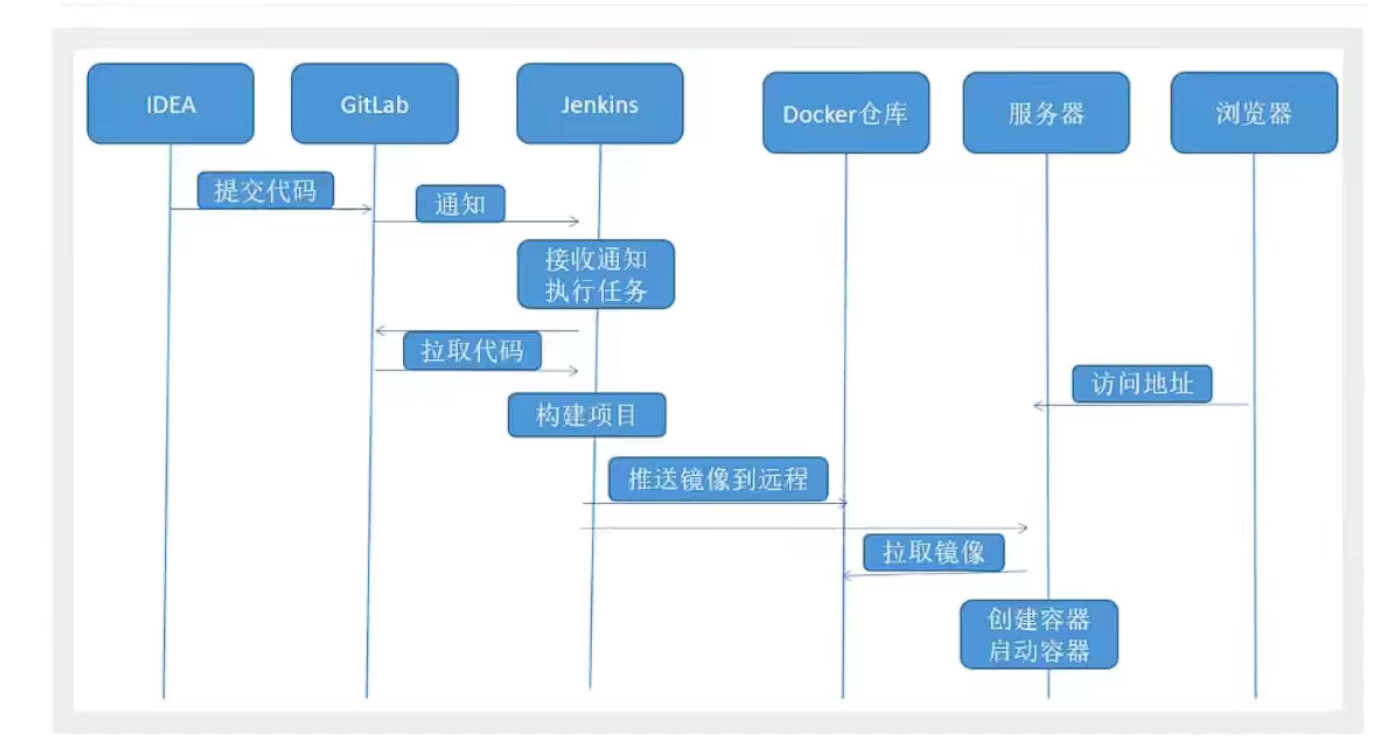 IDEA
GitLab
Jenkins
Docker仓库
服务器
浏览器
提交代码
通知
接收通知
执行任务
拉取代码
访问地址
构建项目
推送镜像到远程
拉取镜像
创建容器
启动容器